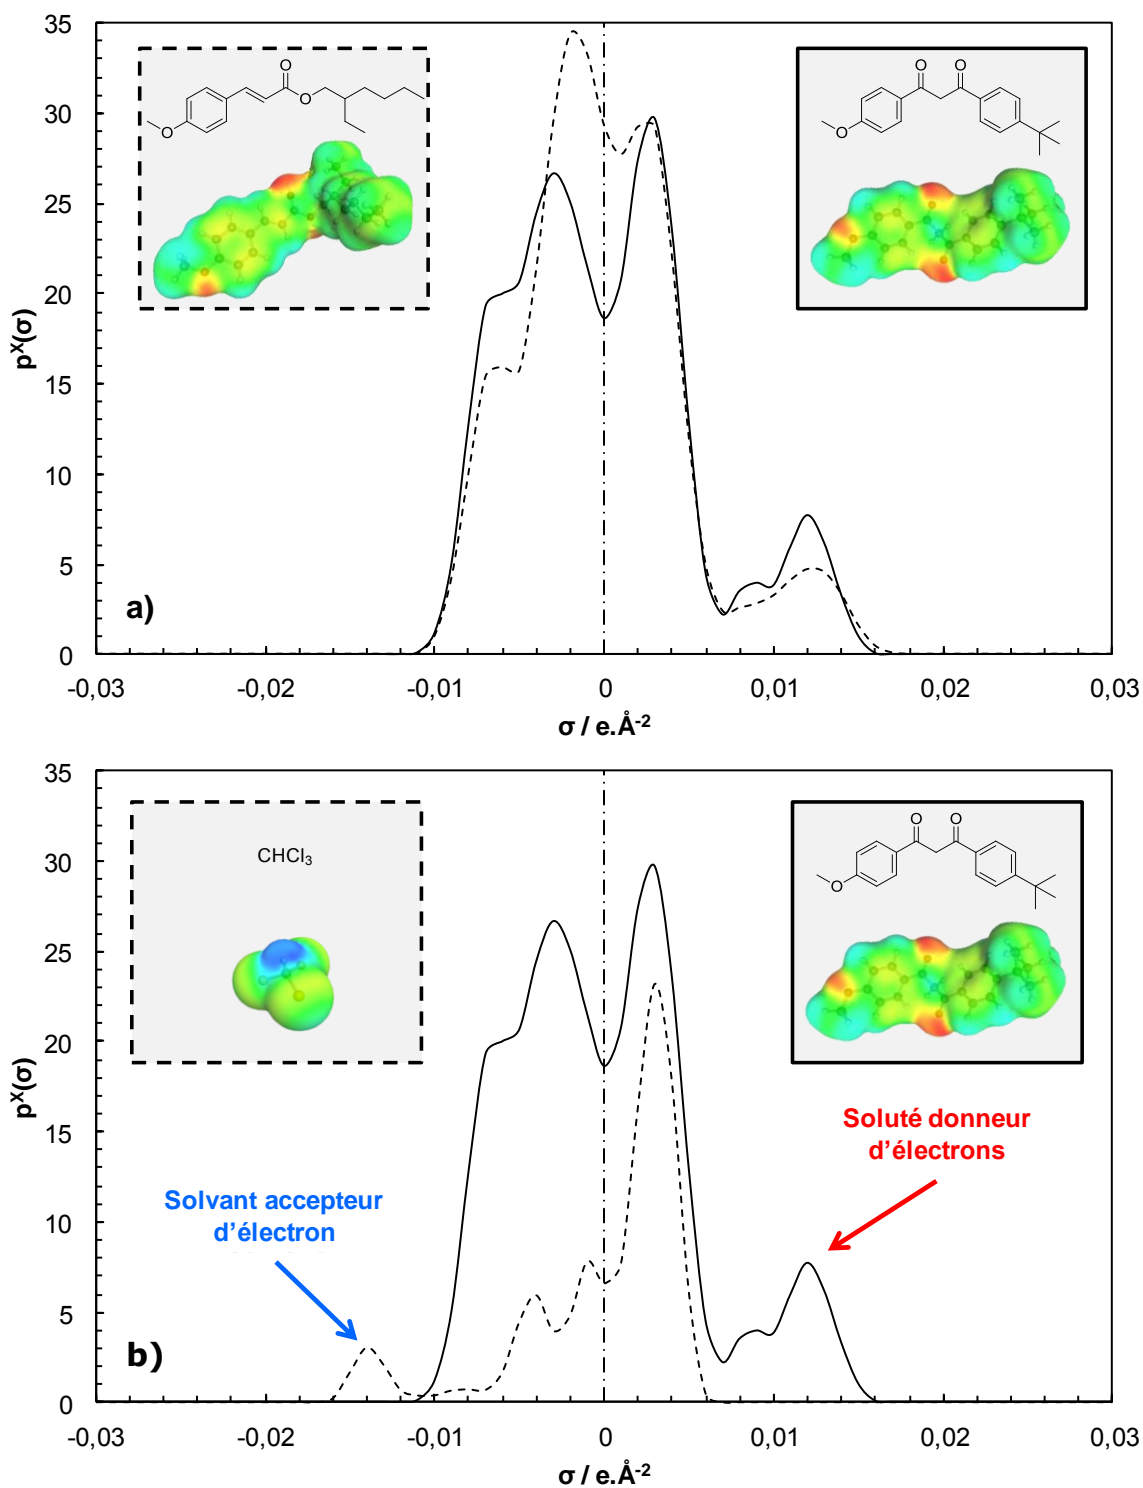 35
30
25
20
15
10
5
0
pˣ(σ)
O
O
O
O
O
O
a)
-0,03 -0,02 -0,01 0 0,01 0,02 0,03
σ / e.Å⁻²
35
30
25
20
15
10
5
0
pˣ(σ)
CHCl₃
O
O
O
Soluté donneur
d’électrons
Solvant accepteur
d’électron
b)
-0,03 -0,02 -0,01 0 0,01 0,02 0,03
σ / e.Å⁻²